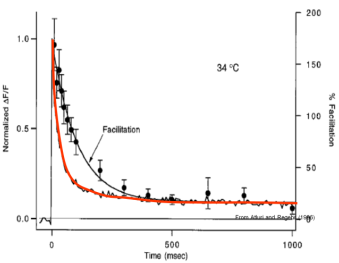 200
1.0
150
34 °C
Normalized ΔF/F
% Facilitation
Facilitation
100
0.5
50
0.0
From Atluri and Regehr (1996)
0
500
1000
Time (msec)